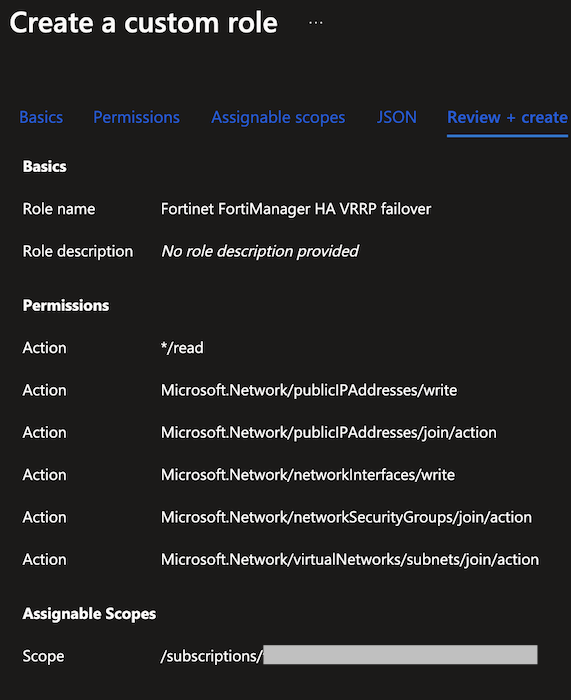 Create a custom role ...
Basics Permissions Assignable scopes JSON Review + create
Basics
Role name Fortinet FortiManager HA VRRP failover
Role description No role description provided
Permissions
Action */read
Action Microsoft.Network/publicIPAddresses/write
Action Microsoft.Network/publicIPAddresses/join/action
Action Microsoft.Network/networkInterfaces/write
Action Microsoft.Network/networkSecurityGroups/join/action
Action Microsoft.Network/virtualNetworks/subnets/join/action
Assignable Scopes
Scope /subscriptions/